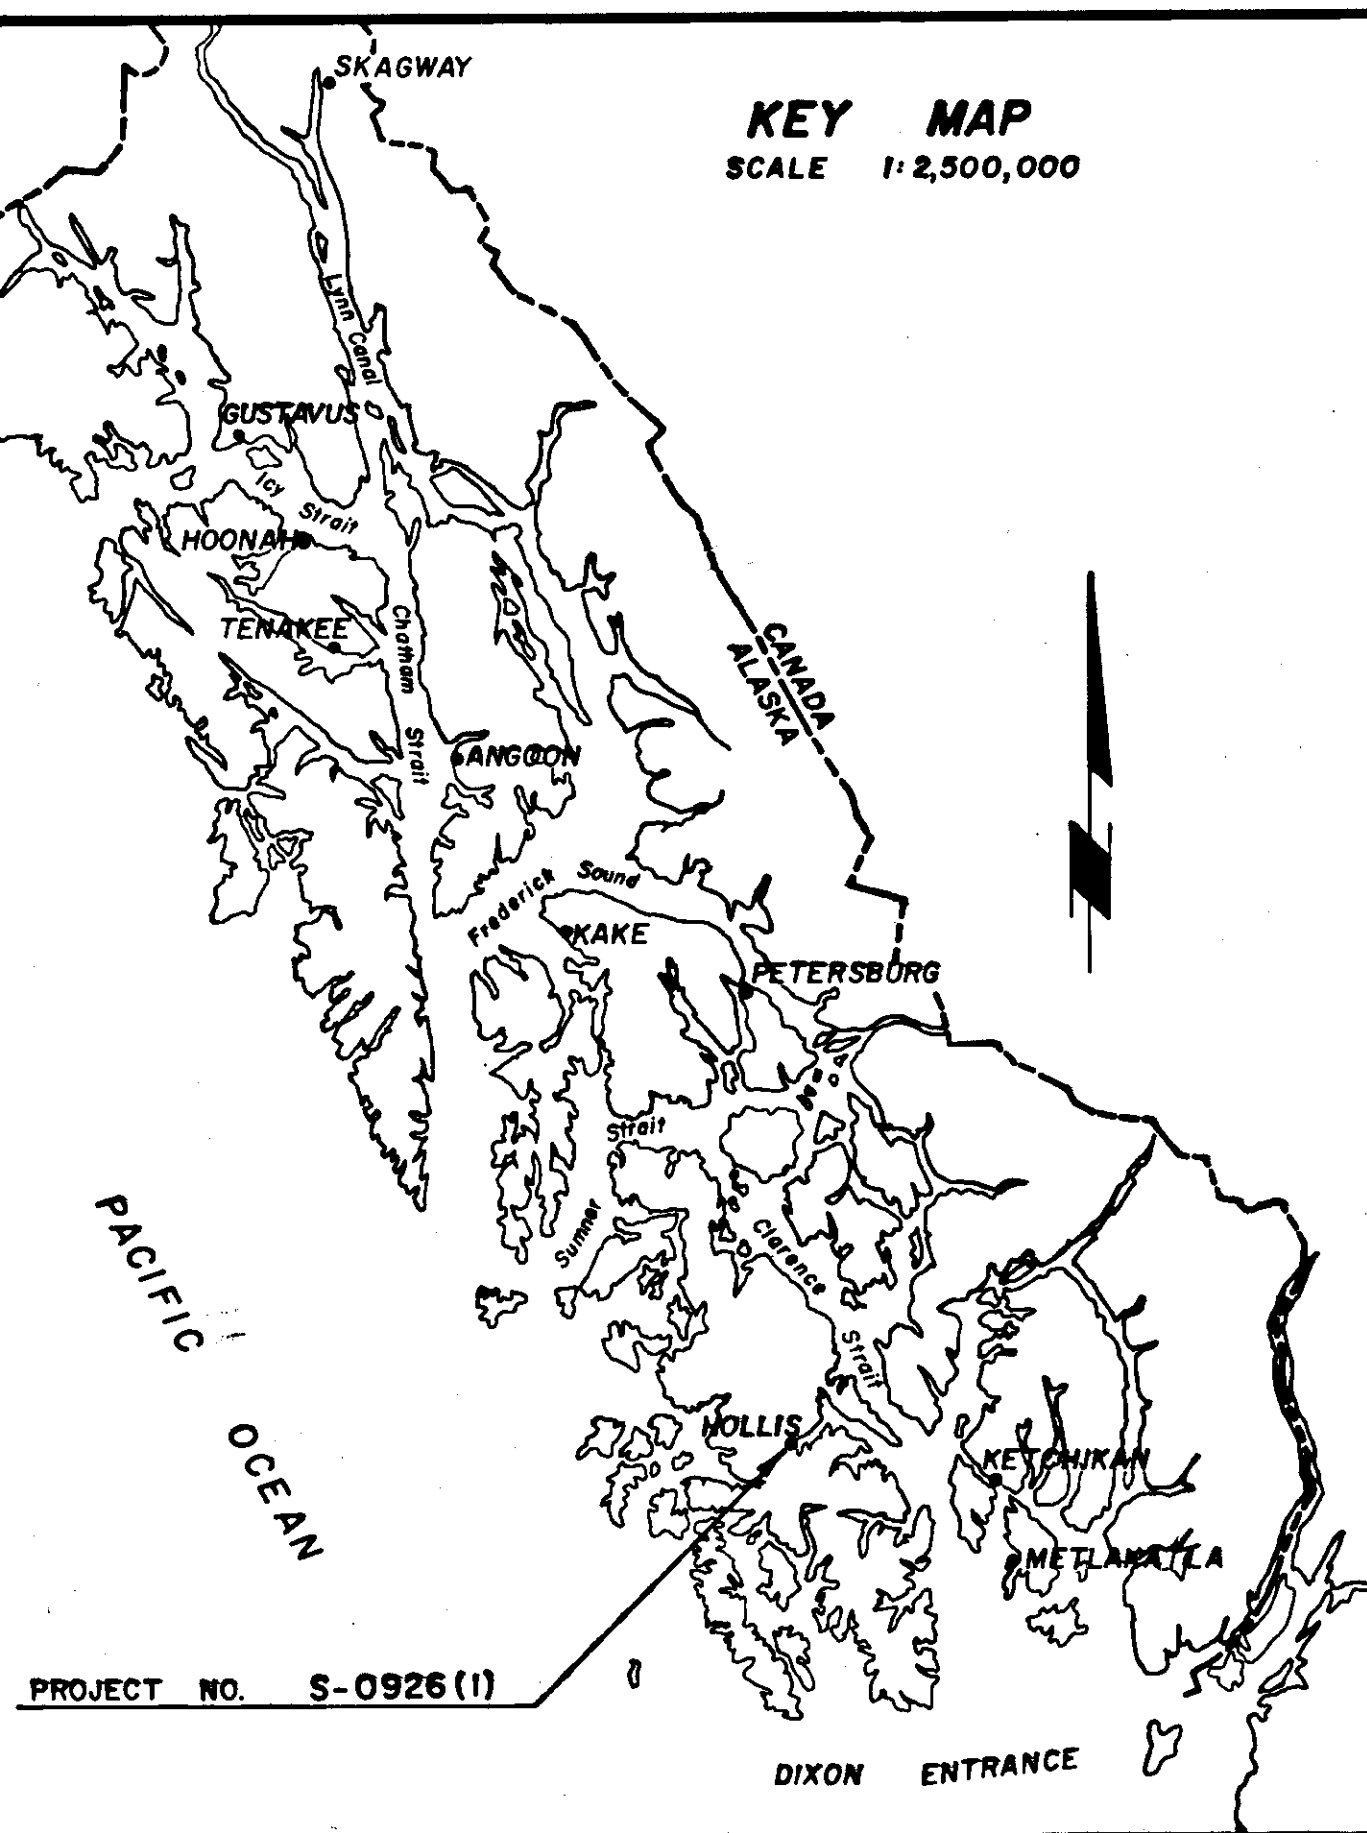 SKAGWAY
KEY MAP
SCALE 1:2,500,000
Lynn Canal
GUSTAVUS
Icy Strait
HOONAH
TENAKEE
Chatham Strait
CANADA
ALASKA
ANGOON
Frederick Sound
KAKE
PETERSBURG
Strait
Sumner
Clarence Strait
PACIFIC OCEAN
HOLLIS
KETCHIKAN
METLAKATLA
PROJECT NO. S-0926(1)
DIXON ENTRANCE